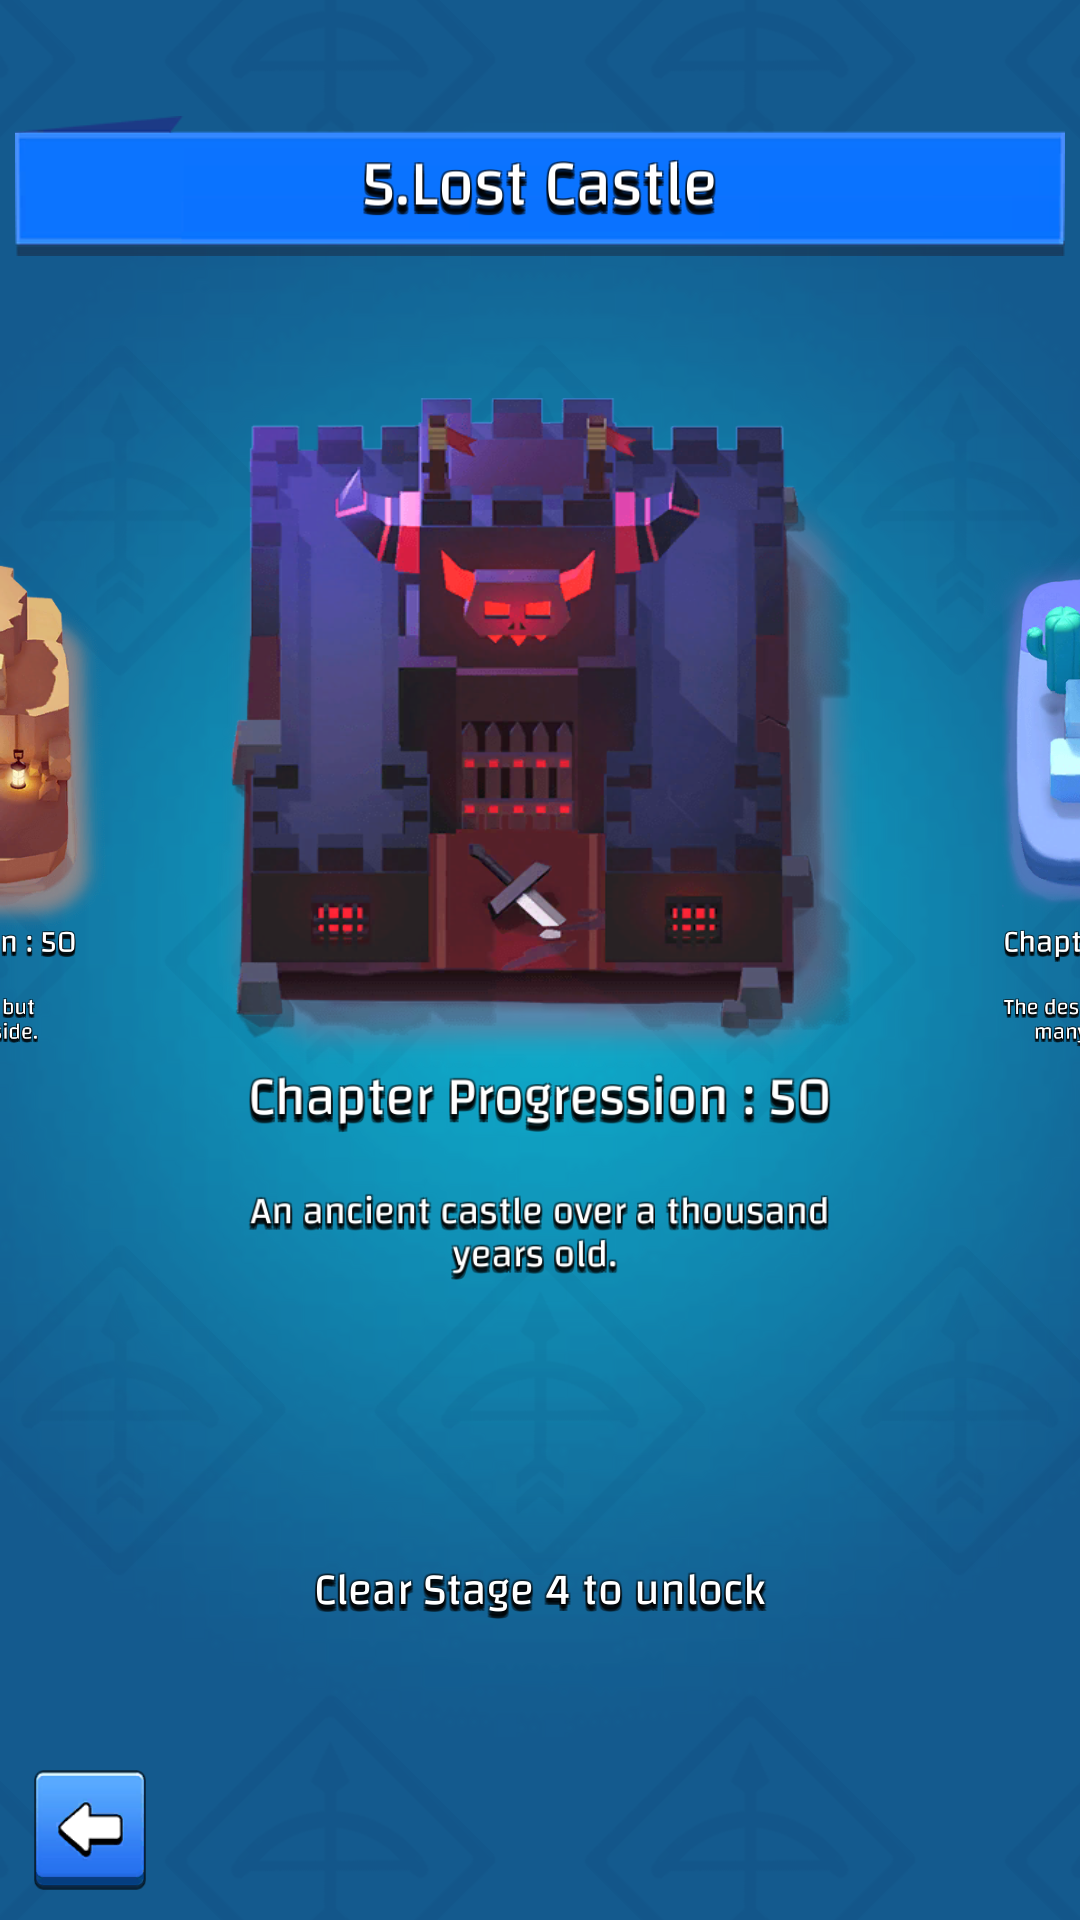 5.Lost Castle
n : 50
but
side.
Chapter Progression : 50
An ancient castle over a thousand
years old.
Chapt
The des
many
Clear Stage 4 to unlock